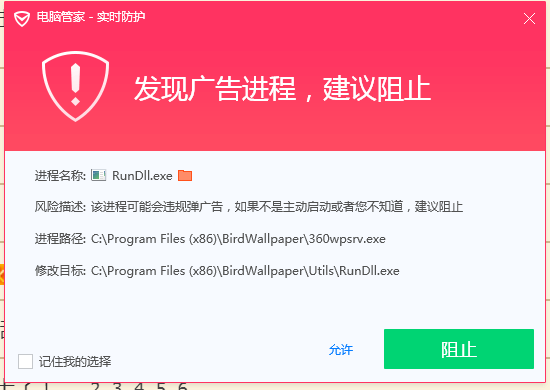 电脑管家 - 实时防护
发现广告进程，建议阻止
进程名称: RunDll.exe
风险描述: 该进程可能会违规弹广告，如果不是主动启动或者您不知道，建议阻止
进程路径: C:\Program Files (x86)\BirdWallpaper\360wpsrv.exe
修改目标: C:\Program Files (x86)\BirdWallpaper\Utils\RunDll.exe
允许
阻止
记住我的选择
2 3 4 5 6